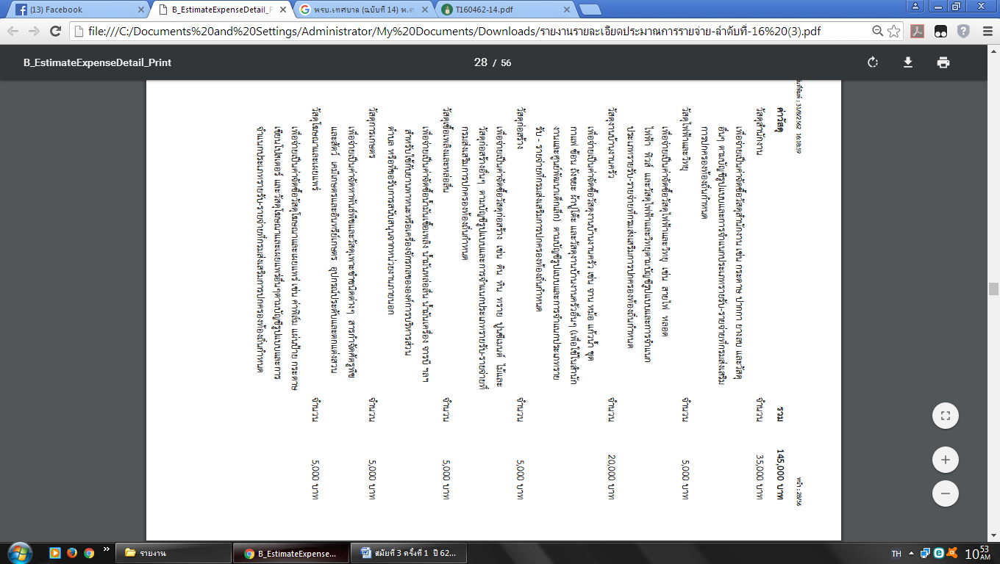 (13) Facebook
B_EstimateExpenseDetail_P
พรบ.เทศบาล (ฉบับที่ 14) พ.ศ
T160462-14.pdf
file:///C:/Documents%20and%20Settings/Administrator/My%20Documents/Downloads/รายงานรายละเอียดประมาณการรายจ่าย-ลำดับที่-16%20(3).pdf
B_EstimateExpenseDetail_Print
28 / 56
วันที่พิมพ์ : 31/8/2562 16:18:59
หน้า : 28/56
ค่าวัสดุ รวม 145,000 บาท
วัสดุสำนักงาน จำนวน 35,000 บาท
เพื่อจ่ายเป็นค่าจัดซื้อวัสดุสำนักงาน เช่น กระดาษ ปากกา ยางลบ และวัสดุ
อื่นๆ ตามบัญชีรูปแบบและการจำแนกประเภทรายรับ-รายจ่ายที่กรมส่งเสริม
การปกครองท้องถิ่นกำหนด
วัสดุไฟฟ้าและวิทยุ จำนวน 5,000 บาท
เพื่อจ่ายเป็นค่าจัดซื้อวัสดุไฟฟ้าและวิทยุ เช่น สายไฟ หลอด
ไฟฟ้า ฟิวส์ และวัสดุไฟฟ้าและวิทยุตามบัญชีรูปแบบและการจำแนก
ประเภทรายรับ-รายจ่ายที่กรมส่งเสริมการปกครองท้องถิ่นกำหนด
วัสดุงานบ้านงานครัว จำนวน 20,000 บาท
เพื่อจ่ายเป็นค่าจัดซื้อวัสดุงานบ้านงานครัว เช่น จาน หม้อ แก้วน้ำ ชุด
กาแฟ ช้อน ถังขยะ ผ้าปูโต๊ะ และวัสดุงานบ้านงานครัวอื่นๆ (เพื่อใช้ในสำนัก
งานและศูนย์พัฒนาเด็กเล็ก) ตามบัญชีรูปแบบและการจำแนกประเภทราย
รับ - รายจ่ายที่กรมส่งเสริมการปกครองท้องถิ่นกำหนด
วัสดุก่อสร้าง จำนวน 5,000 บาท
เพื่อจ่ายเป็นค่าจัดซื้อวัสดุก่อสร้าง เช่น ดิน หิน ทราย ปูนซีเมนต์ ไม้และ
วัสดุก่อสร้างอื่นๆ ตามบัญชีรูปแบบและการจำแนกประเภทรายรับ-รายจ่ายที่
กรมส่งเสริมการปกครองท้องถิ่นกำหนด
วัสดุเชื้อเพลิงและหล่อลื่น จำนวน 5,000 บาท
เพื่อจ่ายเป็นค่าจัดซื้อน้ำมันเชื้อเพลิง น้ำมันหล่อลื่น น้ำมันเครื่อง จารบี ฯลฯ
สำหรับใช้กับยานพาหนะหรือเครื่องจักรกลขององค์การบริหารส่วน
ตำบล หรือที่ขอรับการสนับสนุนจากหน่วยงานภายนอก
วัสดุการเกษตร จำนวน 5,000 บาท
เพื่อจ่ายเป็นค่าจัดหาพันธ์พืชและวัสดุเพาะชำชนิดต่างๆ สารกำจัดศัตรูพืช
และสัตว์ เคมีเกษตรและอินทรีย์เกษตร อุปกรณ์ประดับและตกแต่งสวน
วัสดุโฆษณาและเผยแพร่ จำนวน 5,000 บาท
เพื่อจ่ายเป็นค่าจัดซื้อวัสดุโฆษณาและเผยแพร่ เช่น ค่าฟิล์ม แผ่นป้าย กระดาษ
เขียนโปสเตอร์ และวัสดุโฆษณาและเผยแพร่อื่นๆตามบัญชีรูปแบบและการ
จำแนกประเภทรายรับ-รายจ่ายที่กรมส่งเสริมการปกครองท้องถิ่นกำหนด
รายงาน
B_EstimateExpense...
สมัยที่ 3 ครั้งที่ 1 ปี 62...
TH
10:53 AM